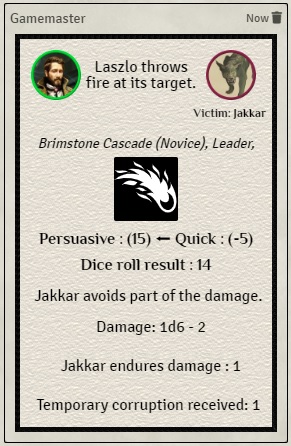 Gamemaster
Now
Laszlo throws
fire at its target.
Victim: Jakkar
Brimstone Cascade (Novice), Leader,
Persuasive : (15) ← Quick : (-5)
Dice roll result : 14
Jakkar avoids part of the damage.
Damage: 1d6 - 2
Jakkar endures damage : 1
Temporary corruption received: 1